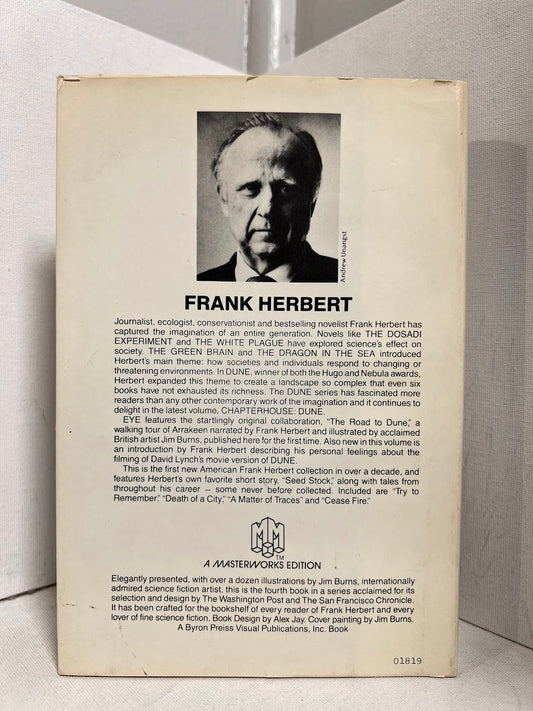 Andrew Unangst
FRANK HERBERT
Journalist, ecologist, conservationist and bestselling novelist Frank Herbert has
captured the imagination of an entire generation. Novels like THE DOSADI
EXPERIMENT and THE WHITE PLAGUE have explored science's effect on
society. THE GREEN BRAIN and THE DRAGON IN THE SEA introduced
Herbert's main theme: how societies and individuals respond to changing or
threatening environments. In DUNE, winner of both the Hugo and Nebula awards,
Herbert expanded this theme to create a landscape so complex that even six
books have not exhausted its richness. The DUNE series has fascinated more
readers than any other contemporary work of the imagination and it continues to
delight in the latest volume, CHAPTERHOUSE: DUNE.
EYE features the startlingly original collaboration, "The Road to Dune," a
walking tour of Arrakeen narrated by Frank Herbert and illustrated by acclaimed
British artist Jim Burns, published here for the first time. Also new in this volume is
an introduction by Frank Herbert describing his personal feelings about the
filming of David Lynch's movie version of DUNE.
This is the first new American Frank Herbert collection in over a decade, and
features Herbert's own favorite short story, "Seed Stock," along with tales from
throughout his career — some never before collected. Included are "Try to
Remember," "Death of a City," "A Matter of Traces" and "Cease Fire."
MM
TM
A MASTERWORKS EDITION
Elegantly presented, with over a dozen illustrations by Jim Burns, internationally
admired science fiction artist, this is the fourth book in a series acclaimed for its
selection and design by The Washington Post and The San Francisco Chronicle.
It has been crafted for the bookshelf of every reader of Frank Herbert and every
lover of fine science fiction. Book Design by Alex Jay. Cover painting by Jim Burns.
A Byron Preiss Visual Publications, Inc. Book
01819